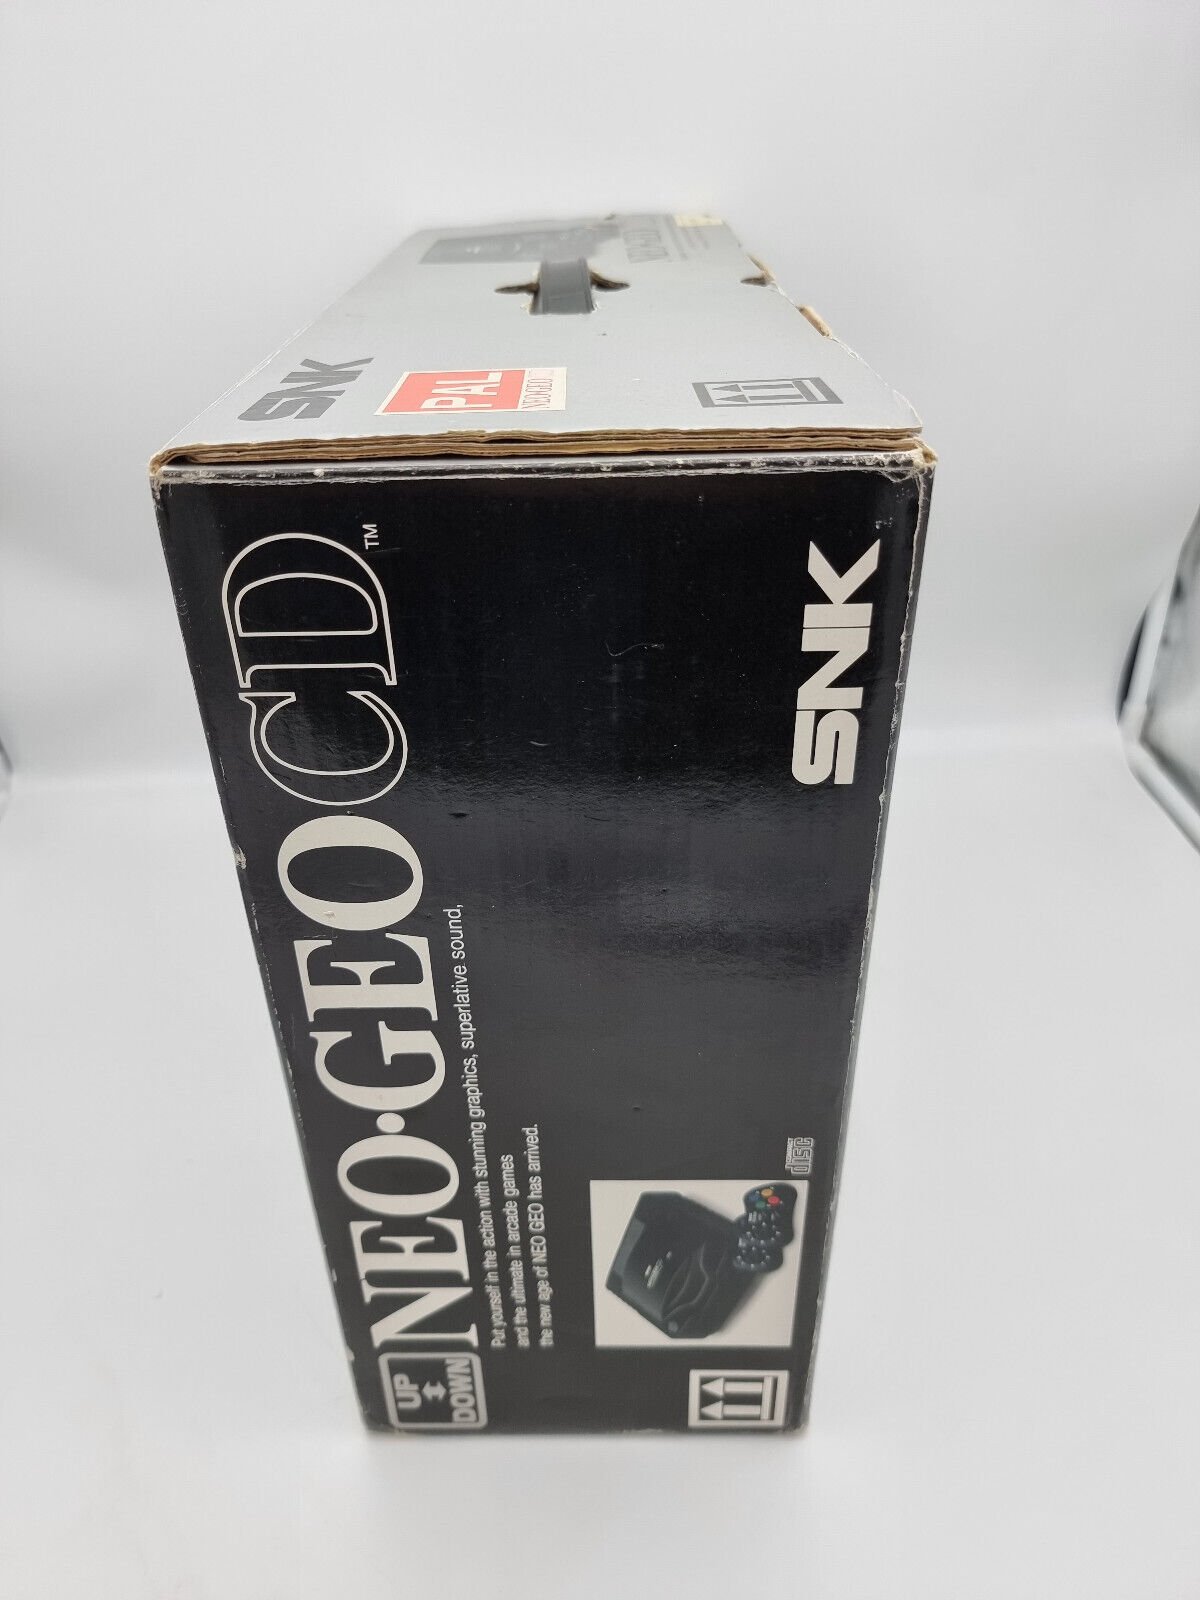 SNK
PAL
NEO GEO
NEO•GEO CD™
Put yourself in the action with stunning graphics, superlative sound,
and the ultimate in arcade games
the new age of NEO GEO has arrived.
SNK
COMPACT
disc
UP
DOWN